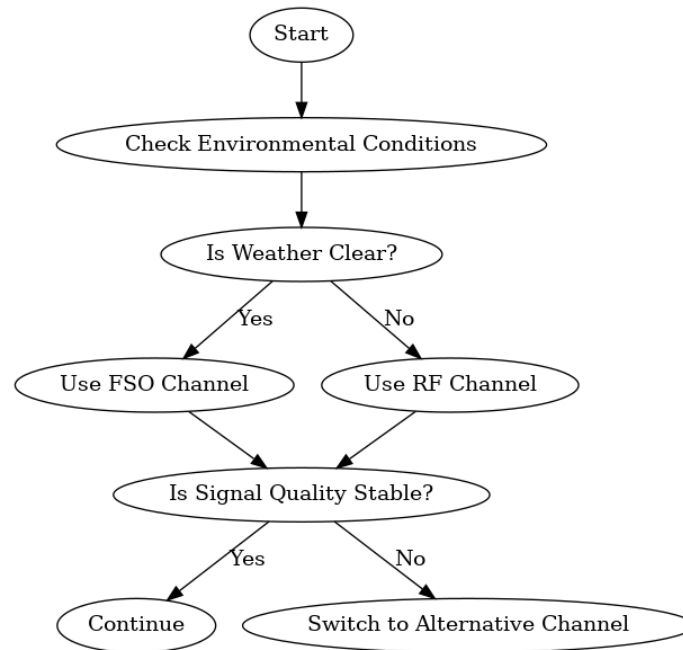 Start
Check Environmental Conditions
Is Weather Clear?
Yes
No
Use FSO Channel
Use RF Channel
Is Signal Quality Stable?
Yes
No
Continue
Switch to Alternative Channel